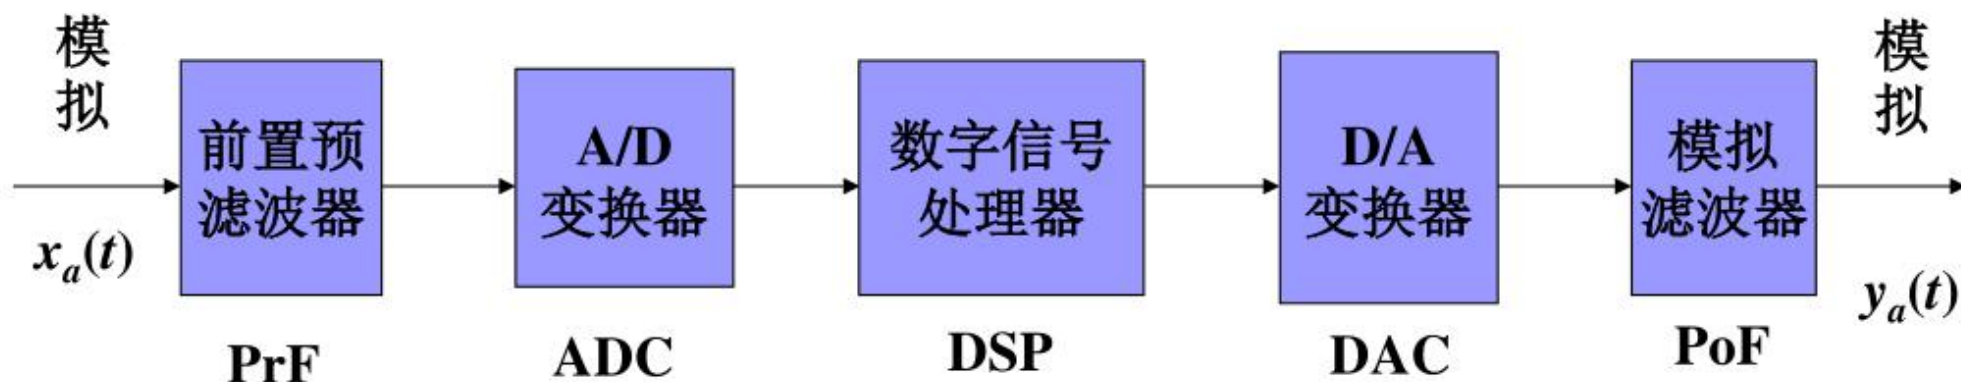 模拟
x_a(t)
前置预
滤波器
PrF
A/D
变换器
ADC
数字信号
处理器
DSP
D/A
变换器
DAC
模拟
滤波器
PoF
模拟
y_a(t)